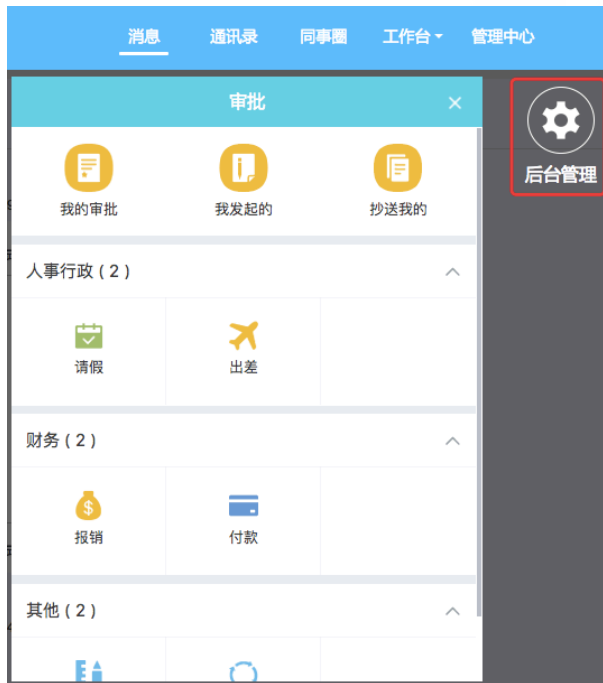 消息 通讯录 同事圈 工作台 管理中心
审批
后台管理
我的审批 我发起的 抄送我的
人事行政 ( 2 )
请假 出差
财务 ( 2 )
报销 付款
其他 ( 2 )